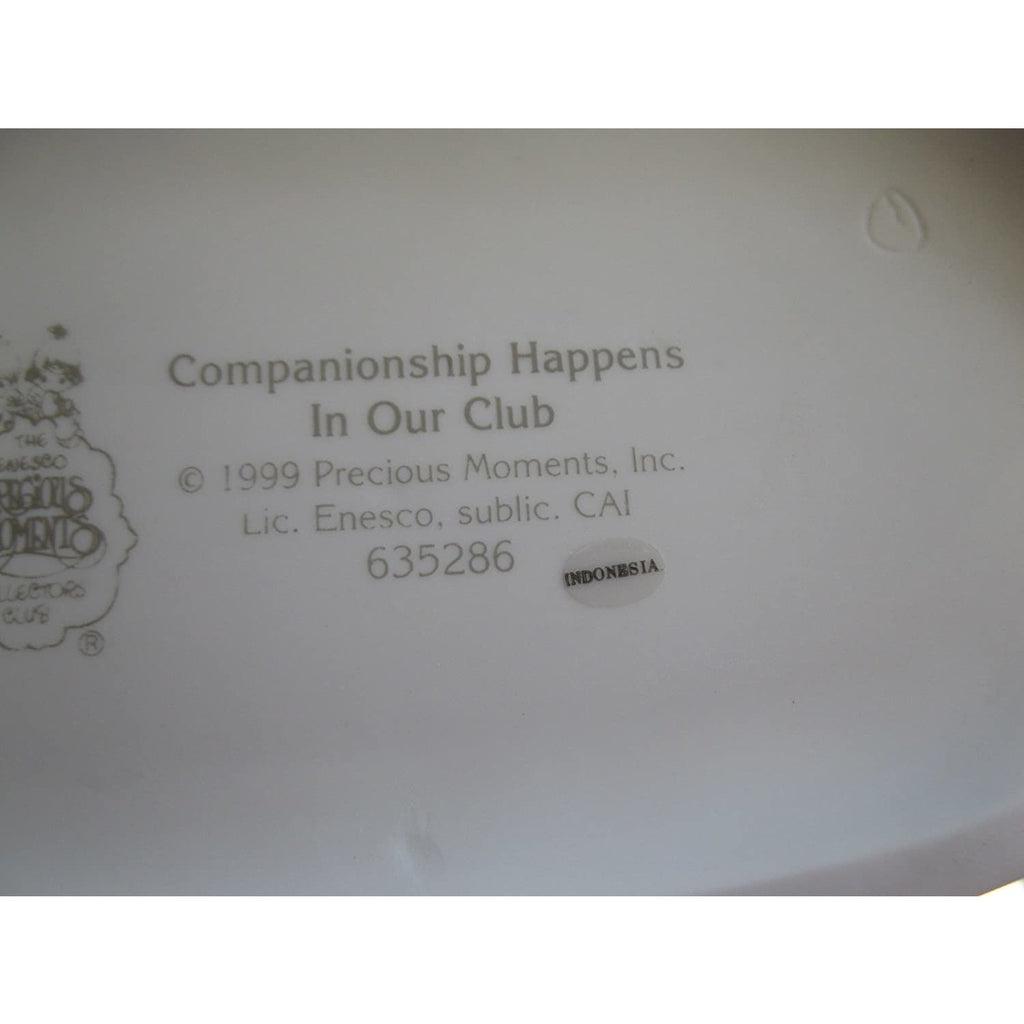 Companionship Happens
In Our Club
© 1999 Precious Moments, Inc.
Lic. Enesco, sublic. CAI
635286
INDONESIA
THE
ENESCO
PRECIOUS
MOMENTS
COLLECTORS
CLUB
®